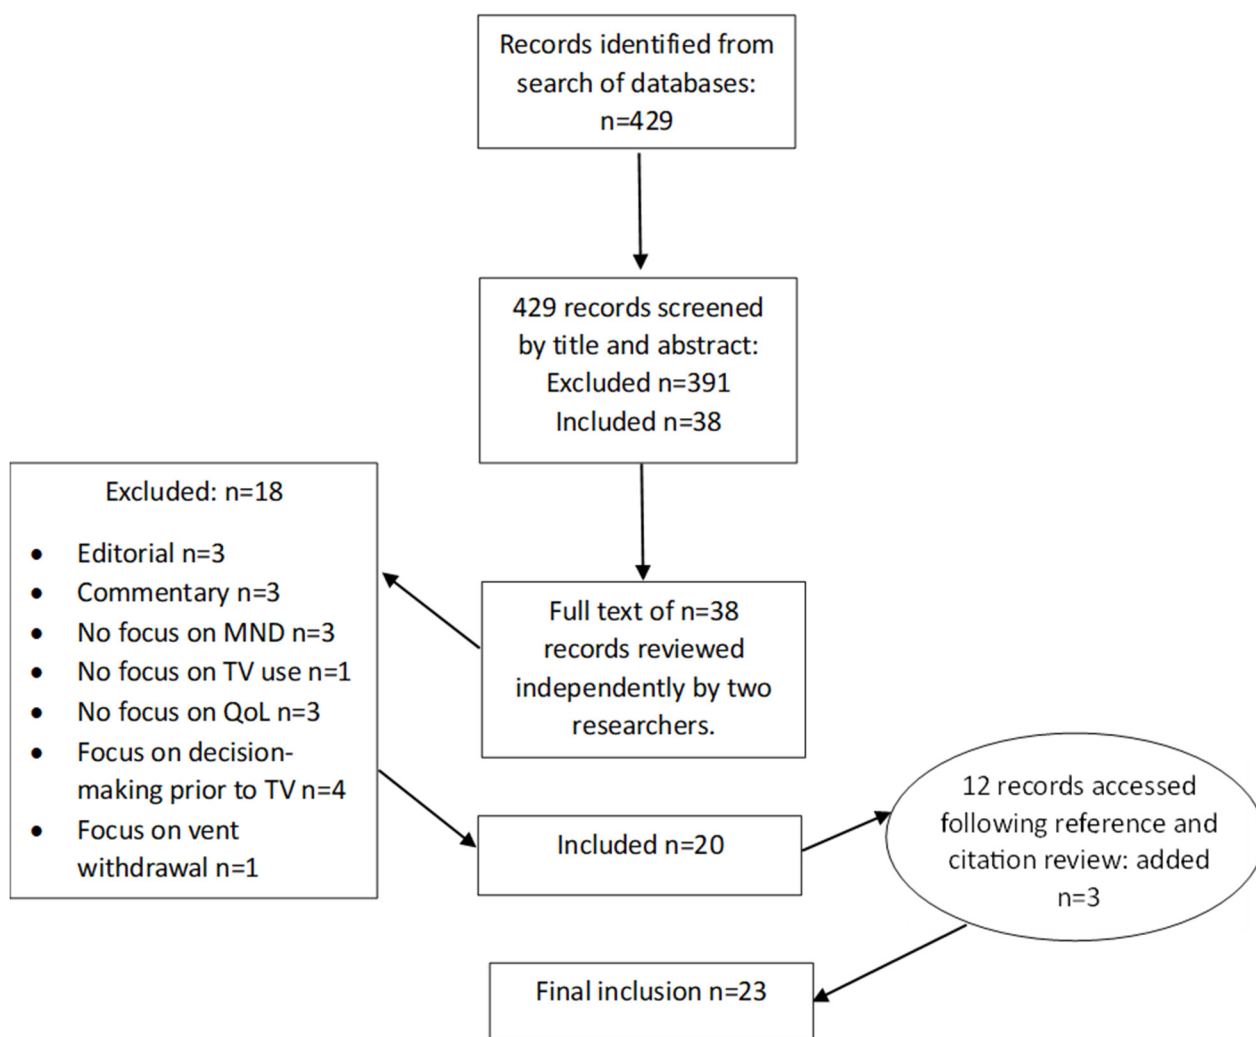 Records identified from
search of databases:
n=429
429 records screened
by title and abstract:
Excluded n=391
Included n=38
Full text of n=38
records reviewed
independently by two
researchers.
Excluded: n=18
• Editorial n=3
• Commentary n=3
• No focus on MND n=3
• No focus on TV use n=1
• No focus on QoL n=3
• Focus on decision-
making prior to TV n=4
• Focus on vent
withdrawal n=1
Included n=20
12 records accessed
following reference and
citation review: added
n=3
Final inclusion n=23